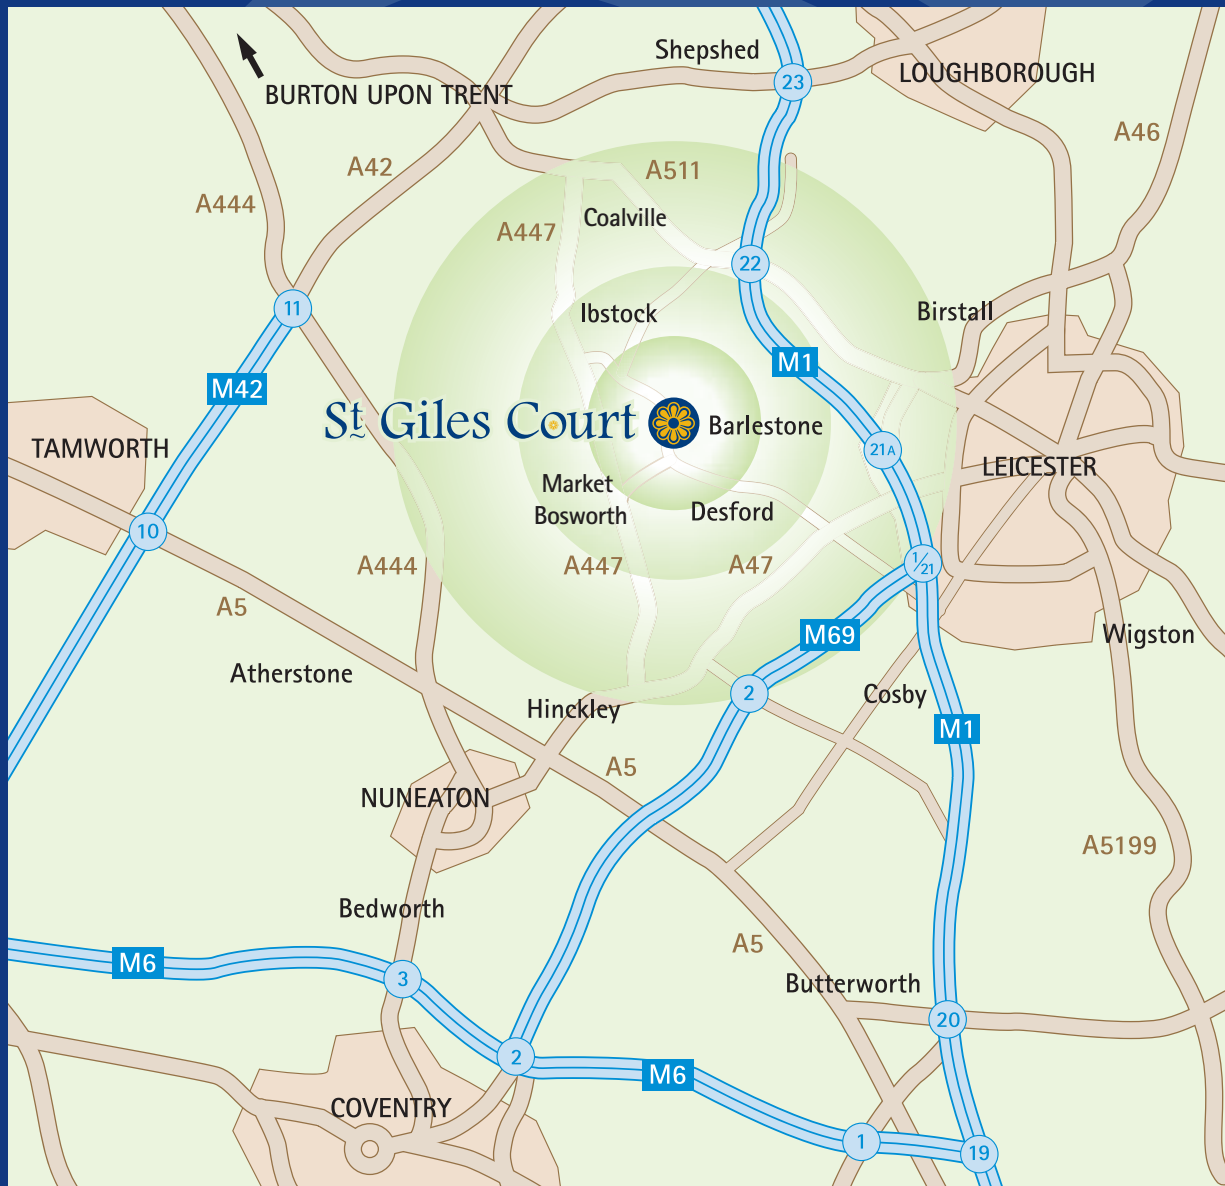 Shepshed
23
LOUGHBOROUGH
BURTON UPON TRENT
A46
A42
A511
A444
Coalville
A447
22
11
Ibstock
Birstall
M1
M42
St Giles Court
Barlestone
TAMWORTH
21A
LEICESTER
Market
Bosworth
Desford
10
A444
A447
A47
1/21
A5
M69
Wigston
Atherstone
2
Cosby
Hinckley
M1
A5
NUNEATON
A5199
Bedworth
A5
M6
3
Butterworth
20
2
M6
COVENTRY
1
19